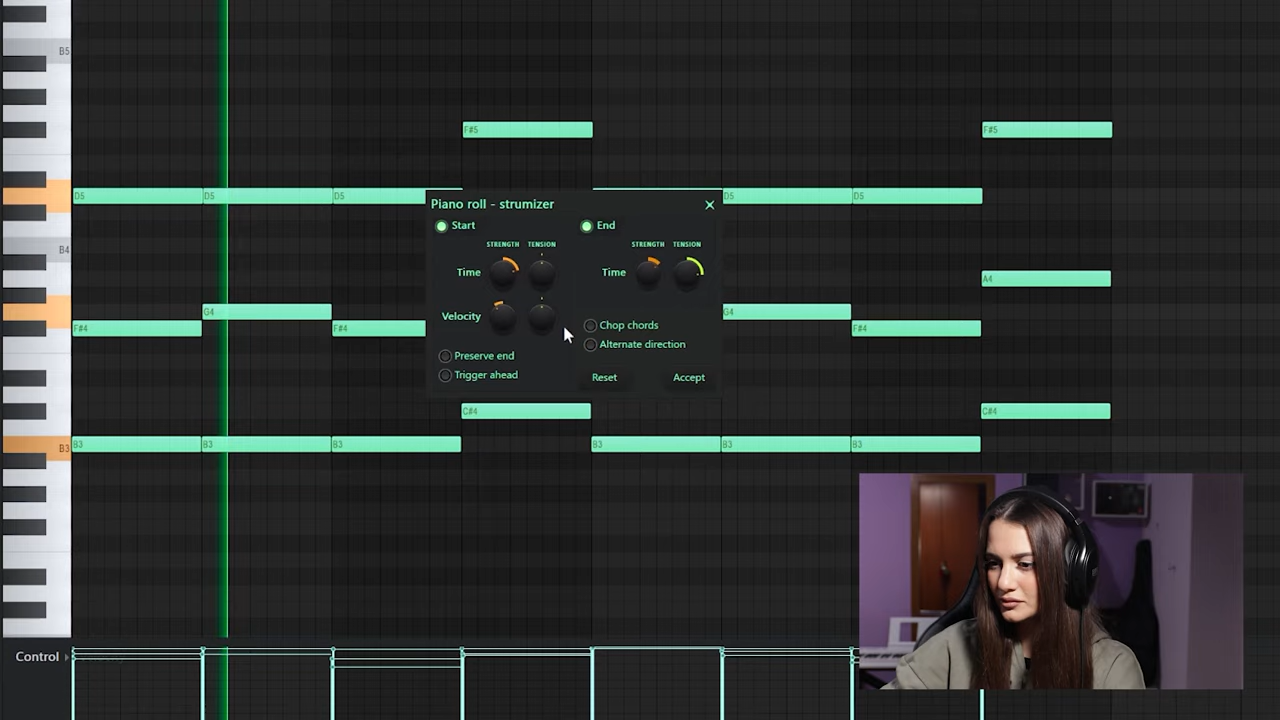 B5
F#5
F#5
D5
D5
D5
D5
D5
Piano roll - strumizer
Start
End
STRENGTH
TENSION
STRENGTH
TENSION
B4
Time
Time
A4
G4
G4
F#4
F#4
F#4
Velocity
Chop chords
Alternate direction
Preserve end
Trigger ahead
Reset
Accept
C#4
C#4
B3
B3
B3
B3
B3
B3
B3
Control